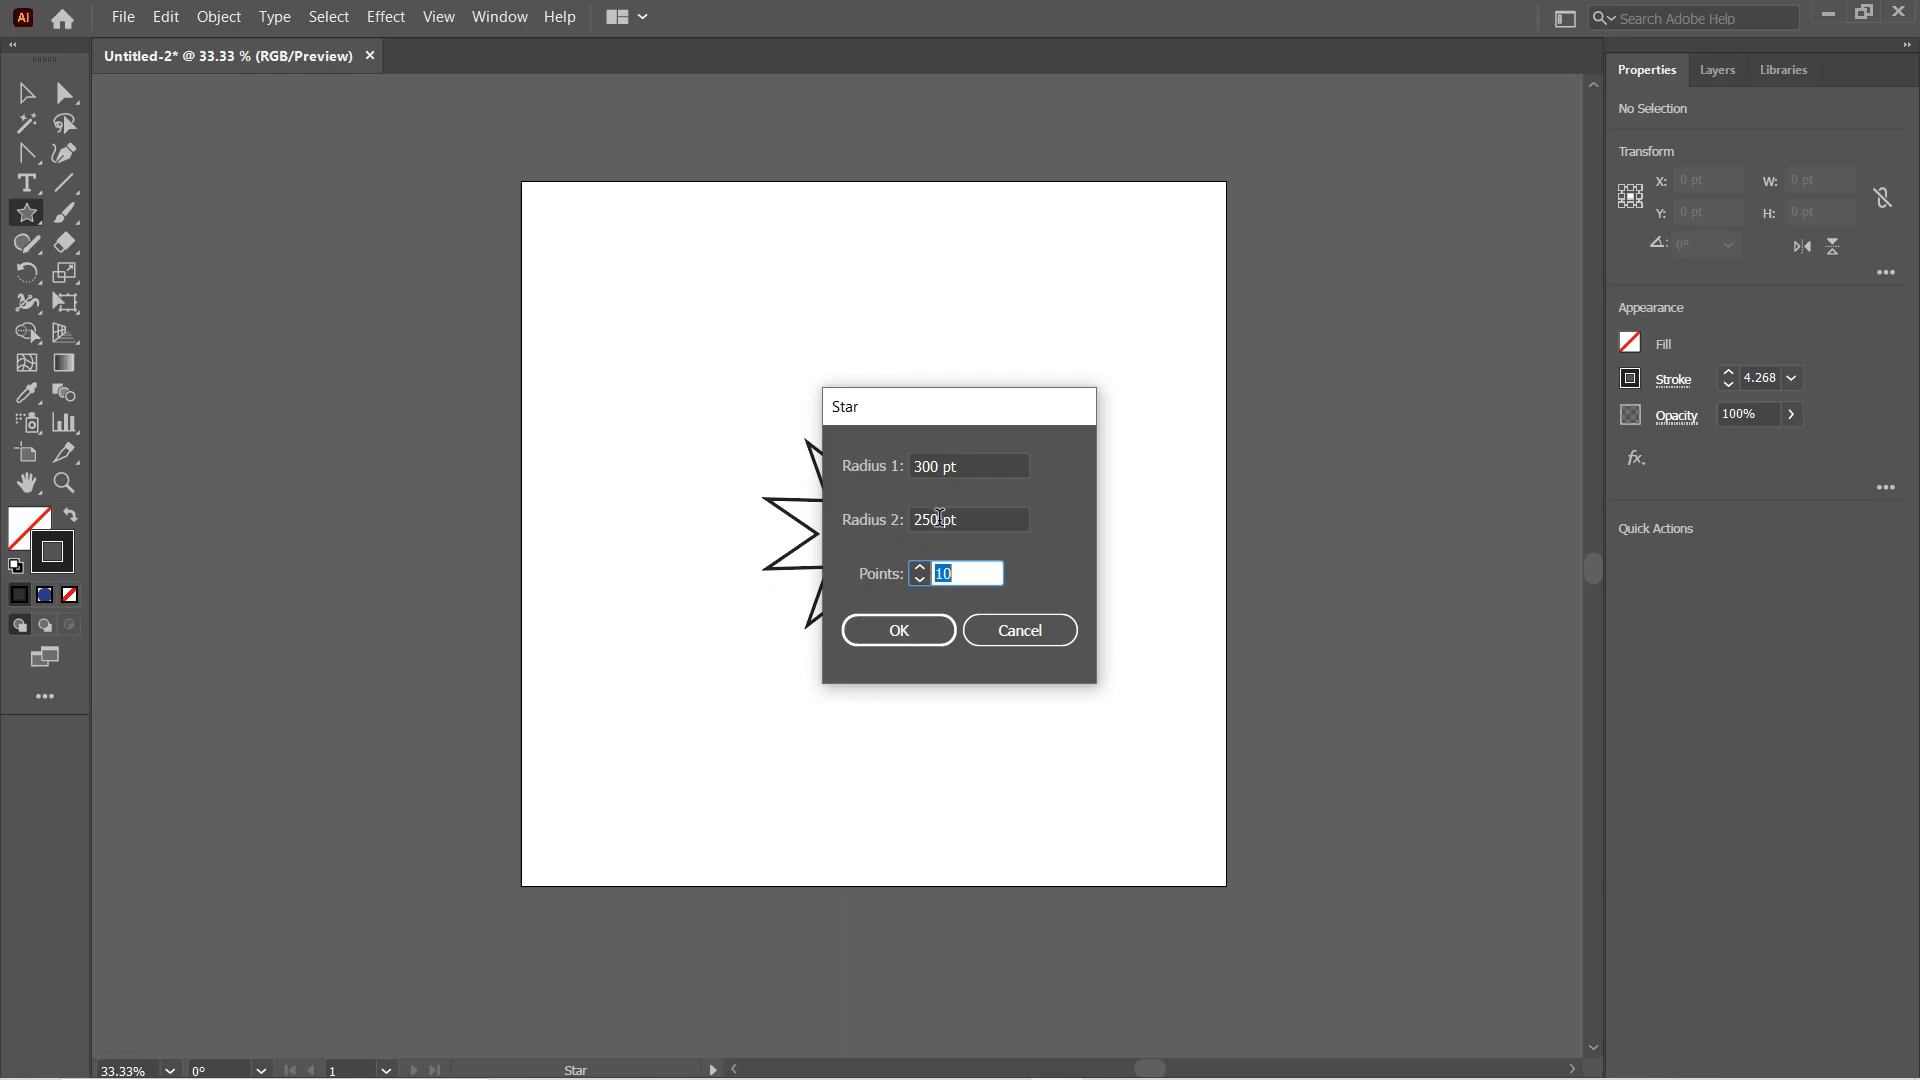 Ai File Edit Object Type Select Effect View Window Help Search Adobe Help
Untitled-2* @ 33.33 % (RGB/Preview) ×
Properties Layers Libraries
No Selection
Transform
X: 0 pt W: 0 pt
Y: 0 pt H: 0 pt
0°
Appearance
Fill
Stroke 4.268
Opacity 100%
fx.
Quick Actions
Star
Radius 1: 300 pt
Radius 2: 250 pt
Points: 10
OK Cancel
33.33% 0° 1 Star